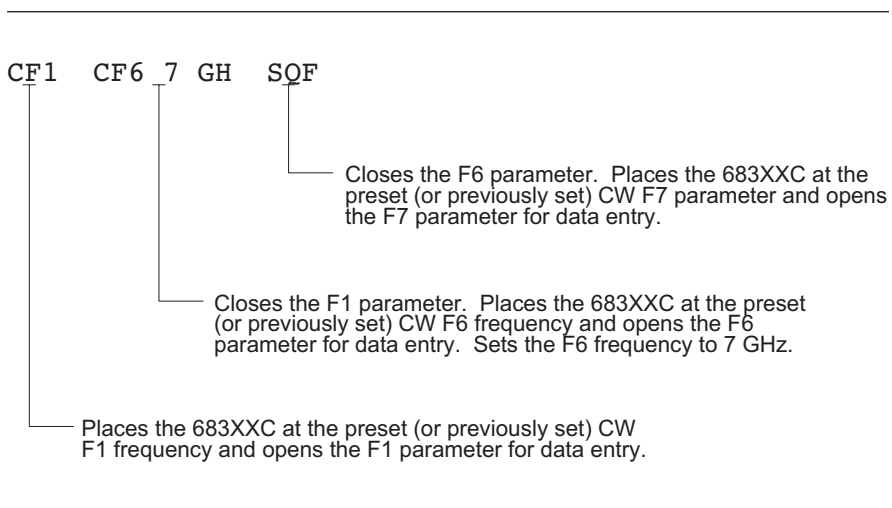 CF1 CF6 7 GH SQF
Closes the F6 parameter. Places the 683XXC at the
preset (or previously set) CW F7 parameter and opens
the F7 parameter for data entry.
Closes the F1 parameter. Places the 683XXC at the preset
(or previously set) CW F6 frequency and opens the F6
parameter for data entry. Sets the F6 frequency to 7 GHz.
Places the 683XXC at the preset (or previously set) CW
F1 frequency and opens the F1 parameter for data entry.